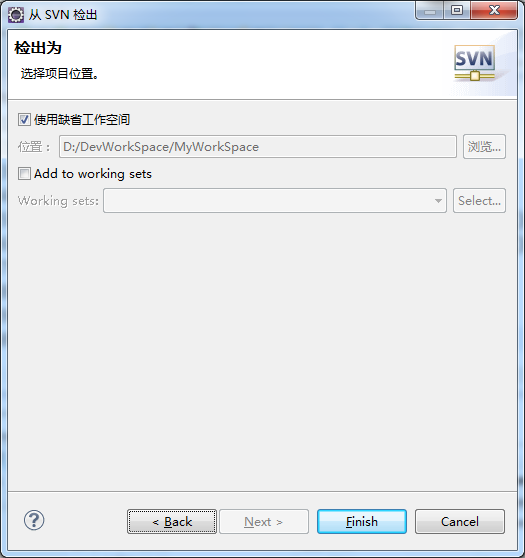 从 SVN 检出
检出为
选择项目位置。
SVN
使用缺省工作空间
位置： D:/DevWorkSpace/MyWorkSpace 浏览...
Add to working sets
Working sets: Select...
? < Back Next > Finish Cancel